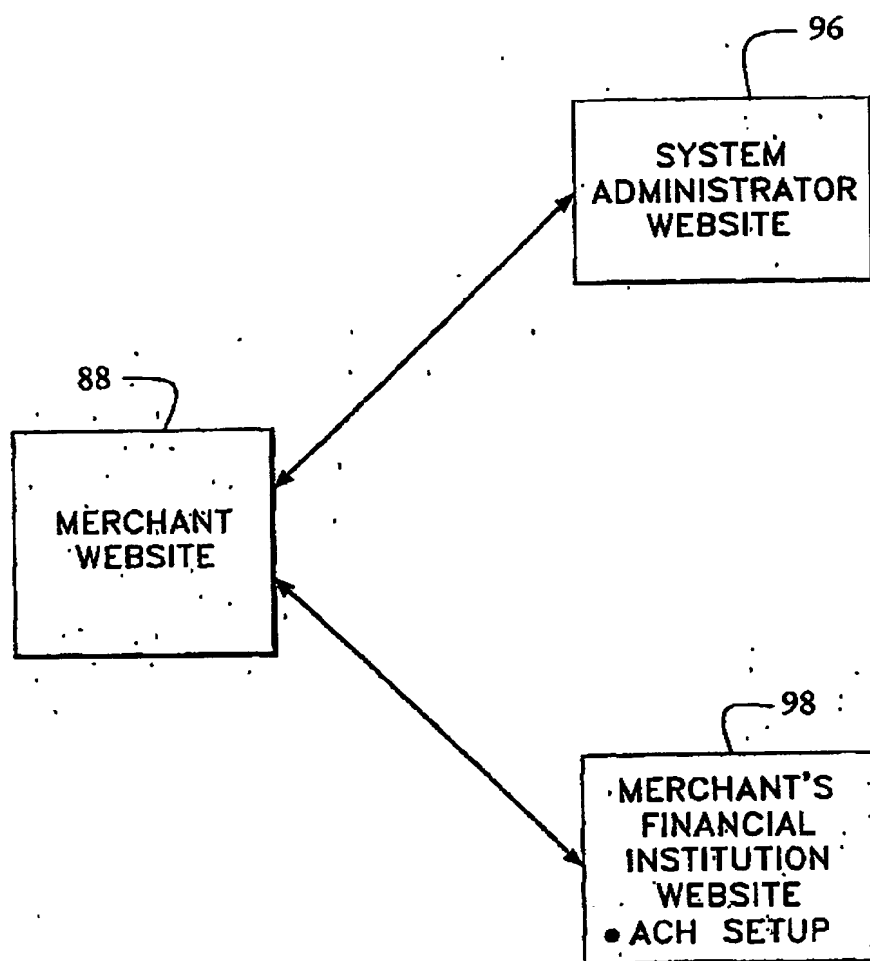 96
SYSTEM
ADMINISTRATOR
WEBSITE
88
MERCHANT
WEBSITE
98
MERCHANT'S
FINANCIAL
INSTITUTION
WEBSITE
● ACH SETUP